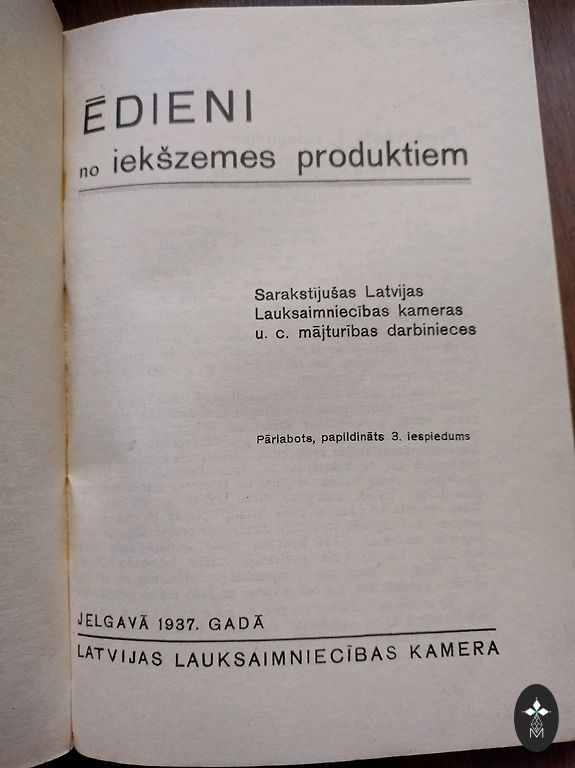 ĒDIENI
no iekšzemes produktiem
Sarakstījušas Latvijas
Lauksaimniecības kameras
u. c. mājturības darbinieces
Pārlabots, papildināts 3. iespiedums
JELGAVĀ 1937. GADĀ
LATVIJAS LAUKSAIMNIECĪBAS KAMERA
M